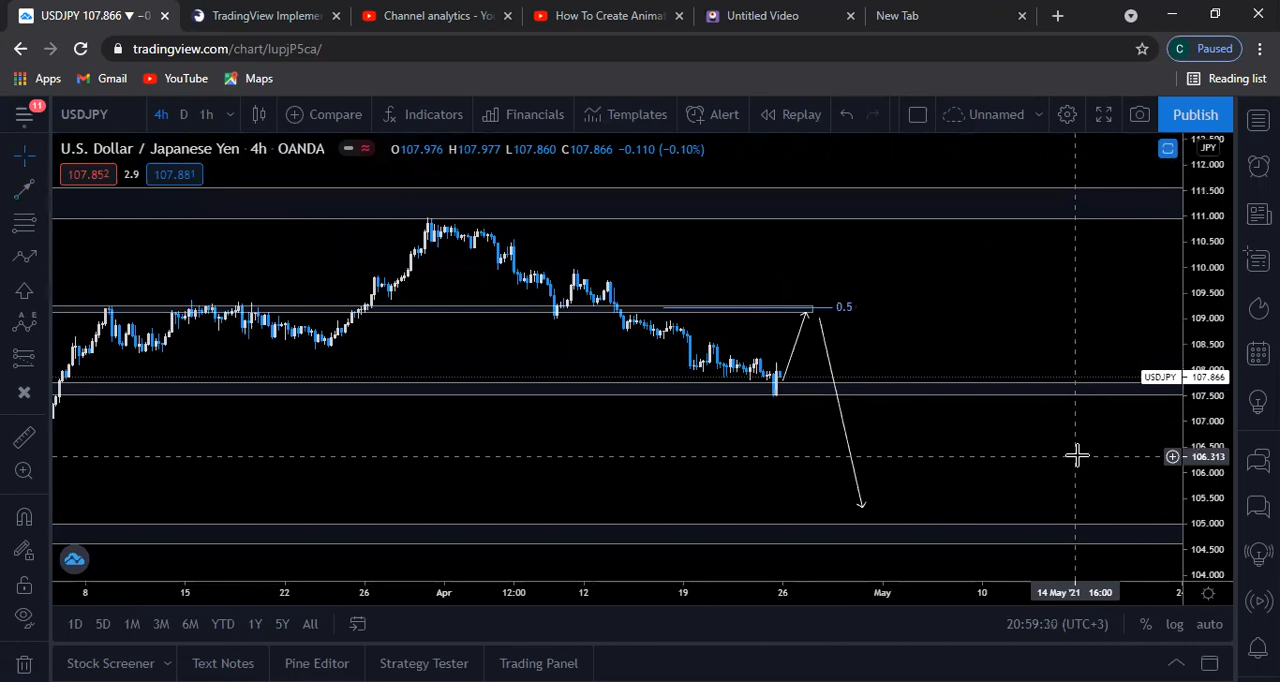 USDJPY 107.866 ▼ −0
TradingView Impleme
Channel analytics - Yo
How To Create Anima
Untitled Video
New Tab
tradingview.com/chart/lupjP5ca/
C Paused
Apps Gmail YouTube Maps
Reading list
11
USDJPY 4h D 1h Compare Indicators Financials Templates Alert Replay Unnamed Publish
U.S. Dollar / Japanese Yen · 4h · OANDA O107.976 H107.977 L107.860 C107.866 −0.110 (−0.10%)
107.852 2.9 107.881
JPY
112.500
112.000
111.500
111.000
110.500
110.000
109.500
0.5
109.000
108.500
108.000
USDJPY 107.866
107.500
107.000
106.500
106.313
106.000
105.500
105.000
104.500
104.000
8 15 22 26 Apr 12:00 12 19 26 May 10 14 May '21 16:00 2
1D 5D 1M 3M 6M YTD 1Y 5Y All
20:59:30 (UTC+3) % log auto
Stock Screener Text Notes Pine Editor Strategy Tester Trading Panel